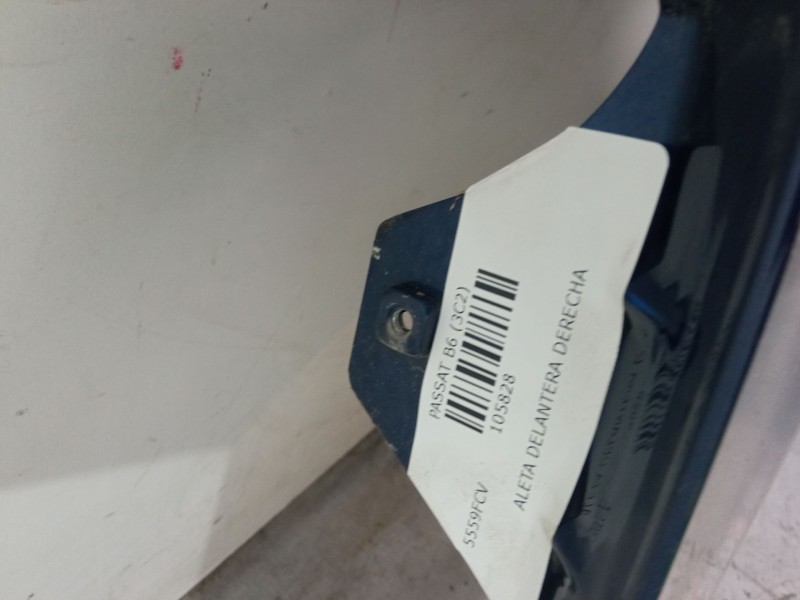 PASSAT B6 (3C2)
105828
5559FCV
ALETA DELANTERA DERECHA